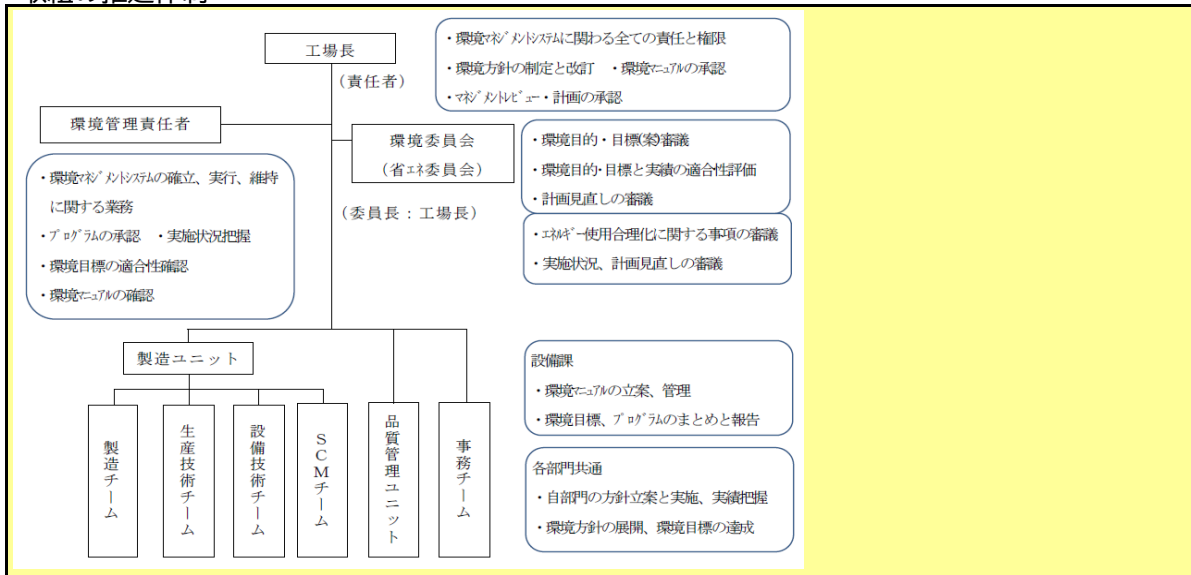 工場長
(責任者)
・環境ﾏﾈｼﾞﾒﾝﾄｼｽﾃﾑに関わる全ての責任と権限
・環境方針の制定と改訂　・環境ﾏﾆｭｱﾙの承認
・ﾏﾈｼﾞﾒﾝﾄﾚﾋﾞｭｰ・計画の承認
環境管理責任者
・環境ﾏﾈｼﾞﾒﾝﾄｼｽﾃﾑの確立、実行、維持
に関する業務
・ﾌﾟﾛｸﾞﾗﾑの承認　・実施状況把握
・環境目標の適合性確認
・環境ﾏﾆｭｱﾙの確認
環境委員会
(省ｴﾈ委員会)
(委員長：工場長)
・環境目的・目標(案)審議
・環境目的・目標と実績の適合性評価
・計画見直しの審議
・ｴﾈﾙｷﾞｰ使用合理化に関する事項の審議
・実施状況、計画見直しの審議
製造ユニット
製造チーム
生産技術チーム
設備技術チーム
SCMチーム
品質管理ユニット
事務チーム
設備課
・環境ﾏﾆｭｱﾙの立案、管理
・環境目標、ﾌﾟﾛｸﾞﾗﾑのまとめと報告
各部門共通
・自部門の方針立案と実施、実績把握
・環境方針の展開、環境目標の達成